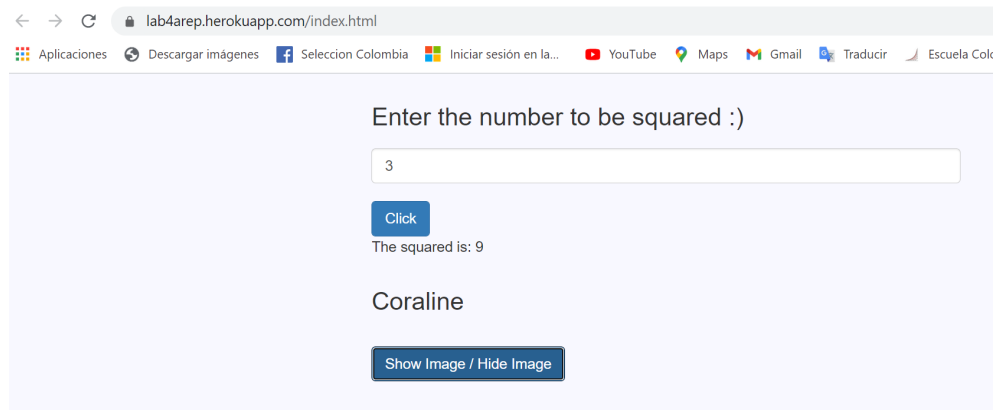 lab4arep.herokuapp.com/index.html
Aplicaciones Descargar imágenes Seleccion Colombia Iniciar sesión en la... YouTube Maps Gmail Traducir Escuela Colo
Enter the number to be squared :)
3
Click
The squared is: 9
Coraline
Show Image / Hide Image